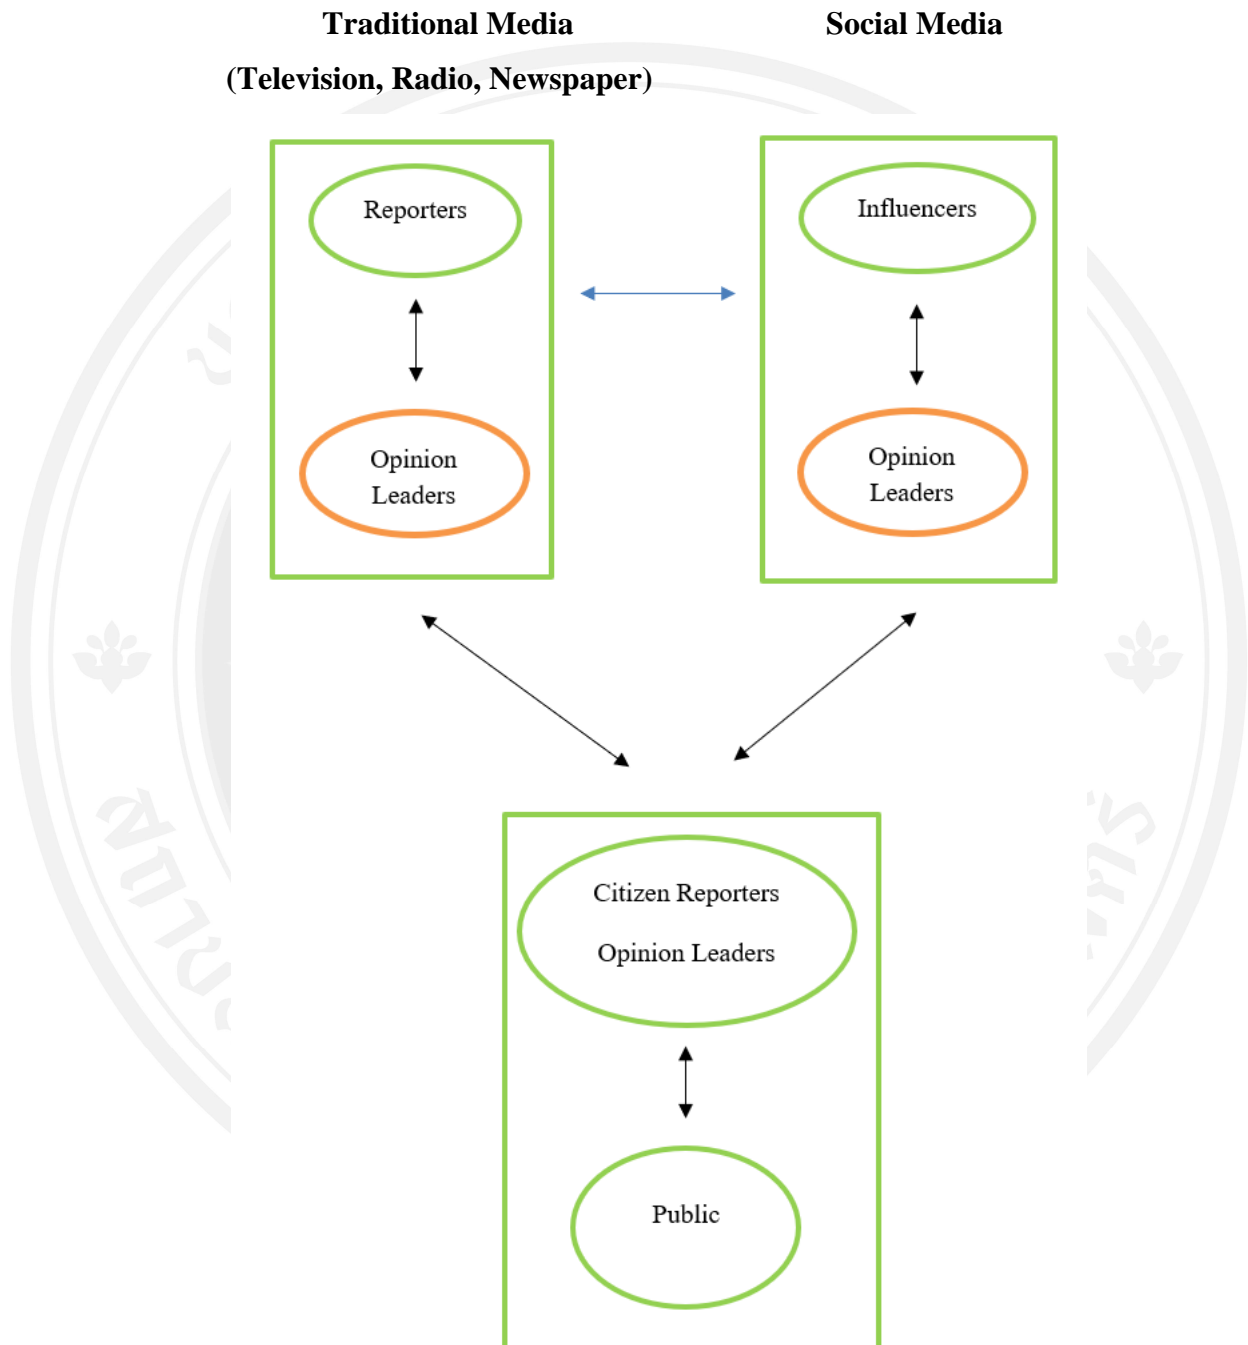 Traditional Media
Social Media
(Television, Radio, Newspaper)
Reporters
Influencers
Opinion
Leaders
Opinion
Leaders
Citizen Reporters
Opinion Leaders
Public